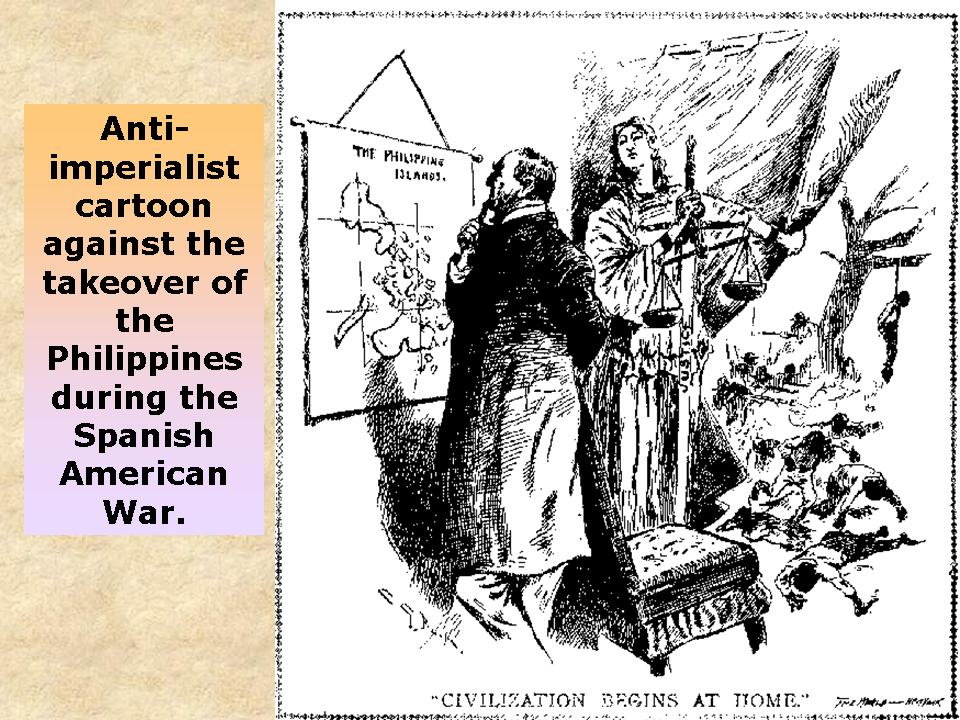 Anti-
imperialist
cartoon
against the
takeover of
the
Philippines
during the
Spanish
American
War.
THE PHILIPPINE
ISLANDS.
JUSTICE
"CIVILIZATION BEGINS AT HOME."